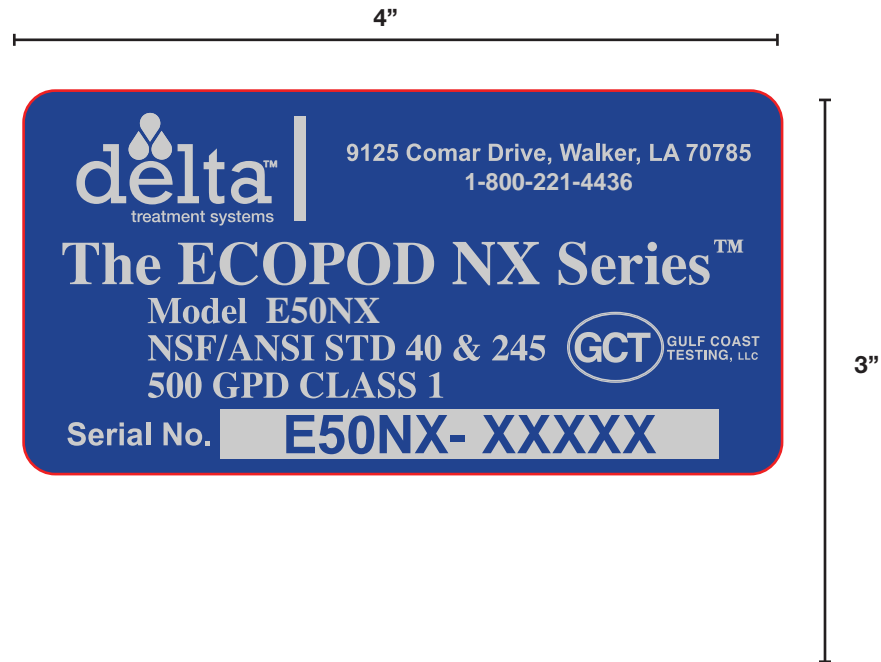 4”
delta™
treatment systems
9125 Comar Drive, Walker, LA 70785
1-800-221-4436
The ECOPOD NX Series™
Model E50NX
NSF/ANSI STD 40 & 245
500 GPD CLASS 1
GCT
GULF COAST
TESTING, LLC
Serial No. E50NX- XXXXX
3”